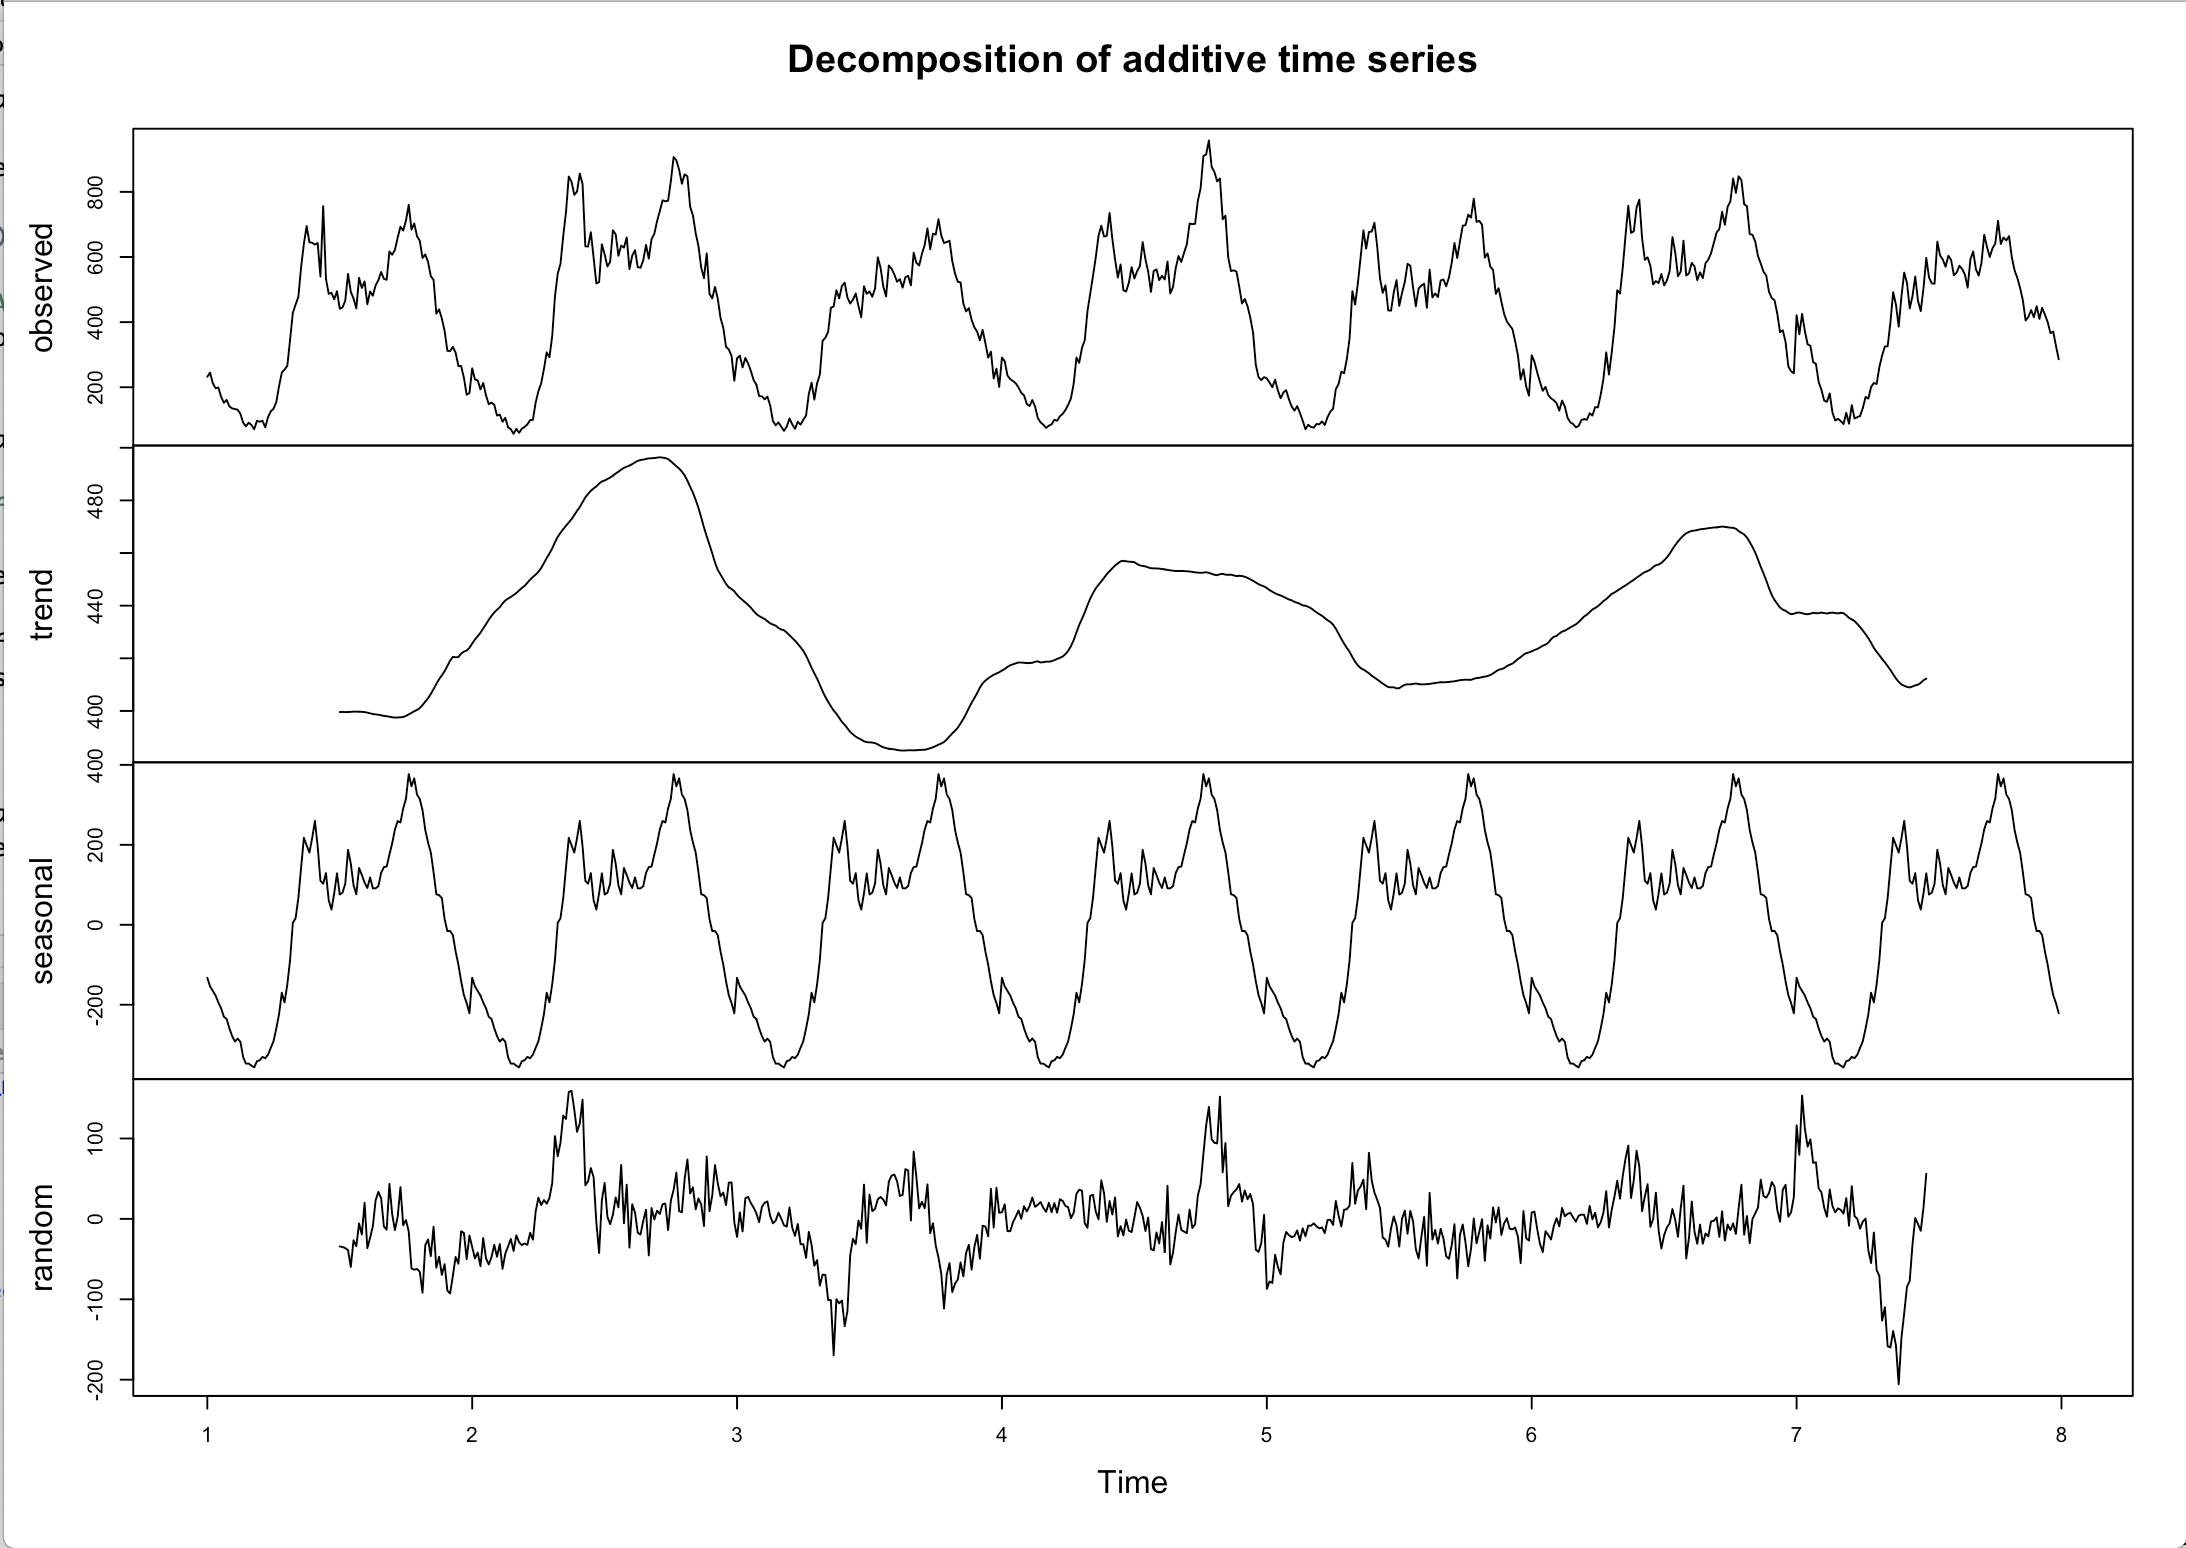 Decomposition of additive time series
observed
200 400 600 800
trend
400 440 480
seasonal
-200 0 200 400
random
-200 -100 0 100
1 2 3 4 5 6 7 8
Time